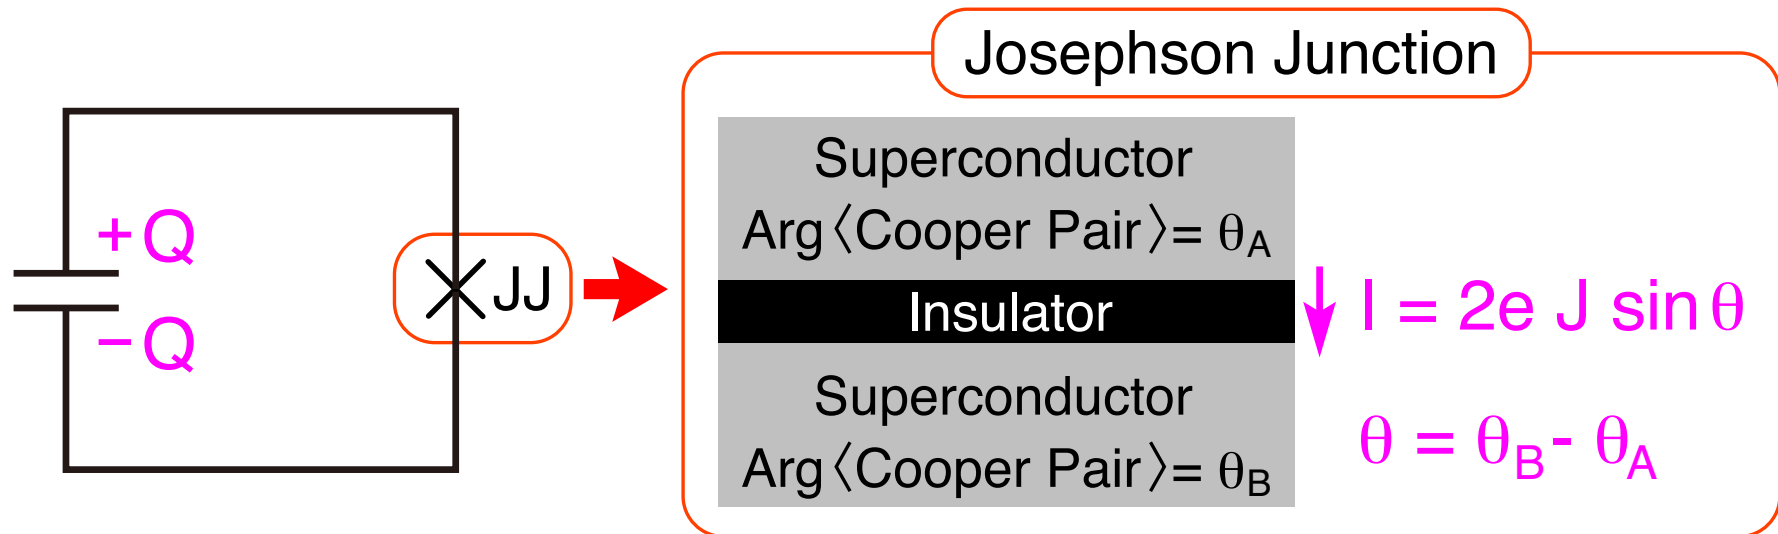 Josephson Junction
+Q
−Q
JJ
Superconductor
Arg〈Cooper Pair〉= θA
Insulator
Superconductor
Arg〈Cooper Pair〉= θB
I = 2e J sin θ
θ = θB- θA